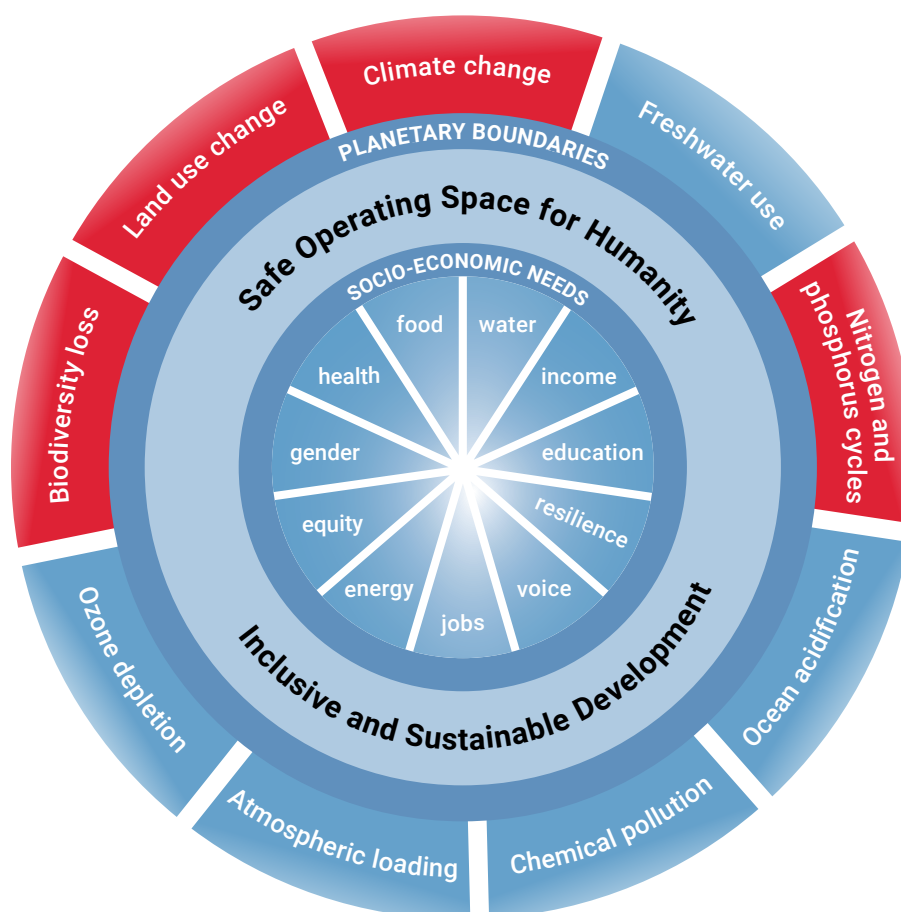 Climate change
Freshwater use
Nitrogen and
phosphorus cycles
Ocean acidification
Chemical pollution
Atmospheric loading
Ozone depletion
Biodiversity loss
Land use change
PLANETARY BOUNDARIES
Safe Operating Space for Humanity
Inclusive and Sustainable Development
SOCIO-ECONOMIC NEEDS
water
income
education
resilience
voice
jobs
energy
equity
gender
health
food